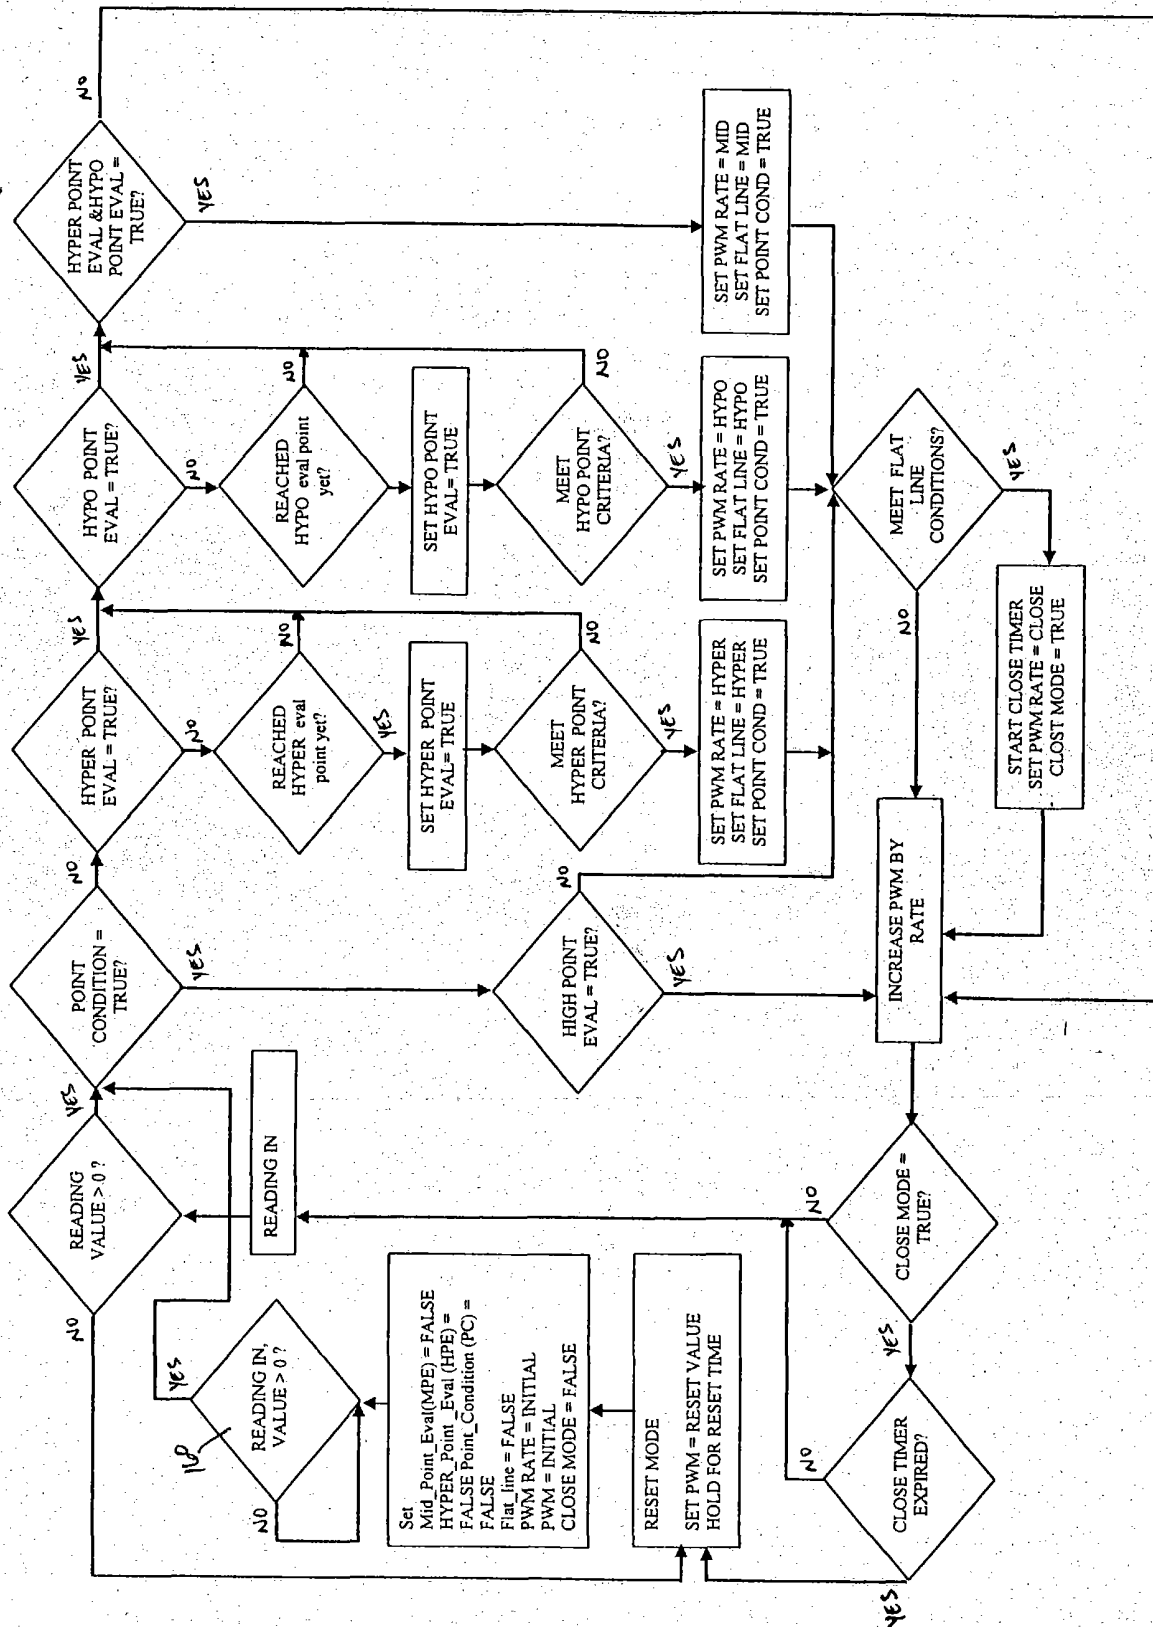 NO
READING
VALUE > 0 ?
YES
POINT
CONDITION =
TRUE?
NO
YES
HYPER POINT
EVAL = TRUE?
YES
NO
HYPO POINT
EVAL = TRUE?
YES
NO
HYPER POINT
EVAL &HYPO
POINT EVAL =
TRUE?
NO
YES
YES
READING IN,
VALUE > 0 ?
NO
160
READING IN
REACHED
HYPER eval
point yet?
NO
YES
REACHED
HYPO eval point
yet?
NO
Set
Mid_Point_Eval(MPE) = FALSE
HYPER_Point_Eval (HPE) =
FALSE Point_Condition (PC) =
FALSE
Flat_line = FALSE
PWM RATE = INITIAL
PWM = INITIAL
CLOSE MODE = FALSE
SET HYPER POINT
EVAL= TRUE
SET HYPO POINT
EVAL= TRUE
HIGH POINT
EVAL = TRUE?
NO
YES
MEET
HYPER POINT
CRITERIA?
NO
YES
MEET
HYPO POINT
CRITERIA?
NO
YES
RESET MODE
SET PWM = RESET VALUE
HOLD FOR RESET TIME
SET PWM RATE = HYPER
SET FLAT LINE = HYPER
SET POINT COND = TRUE
SET PWM RATE = HYPO
SET FLAT LINE = HYPO
SET POINT COND = TRUE
SET PWM RATE = MID
SET FLAT LINE = MID
SET POINT COND = TRUE
CLOSE TIMER
EXPIRED?
NO
YES
CLOSE MODE =
TRUE?
NO
YES
INCREASE PWM BY
RATE
MEET FLAT
LINE
CONDITIONS?
NO
YES
START CLOSE TIMER
SET PWM RATE = CLOSE
CLOST MODE = TRUE